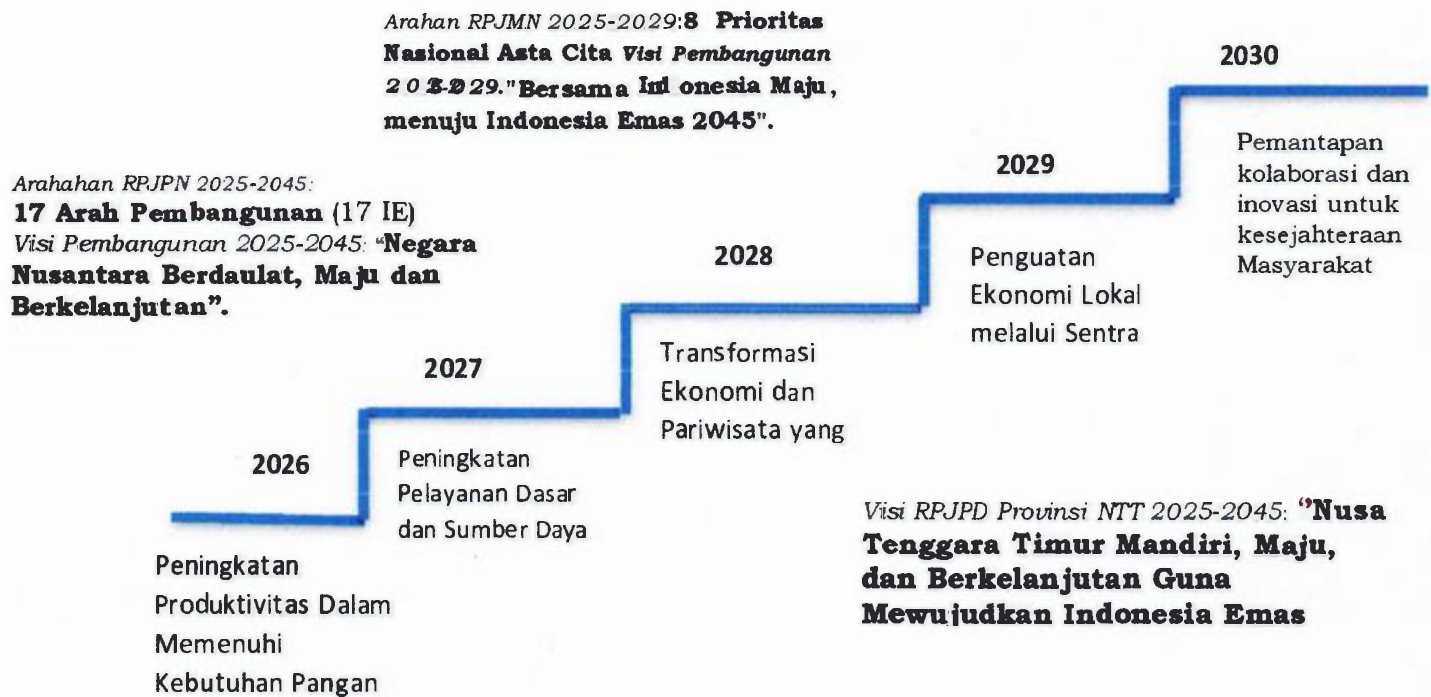 Arahan RPJMN 2025-2029:8 Prioritas
Nasional Asta Cita Visi Pembangunan
"Bersama Ind onesia Maju,
menuju Indonesia Emas 2045".
2030
Pemantapan
kolaborasi dan
inovasi untuk
kesejahteraan
Masyarakat
Arahahan RPJPN 2025-2045:
17 Arah Pembangunan (17 IE)
Visi Pembangunan 2025-2045: "Negara
Nusantara Berdaulat, Maju dan
Berkelanjutan".
2029
Penguatan
Ekonomi Lokal
melalui Sentra
2028
Transformasi
Ekonomi dan
Pariwisata yang
2027
Peningkatan
Pelayanan Dasar
dan Sumber Daya
2026
Peningkatan
Produktivitas Dalam
Memenuhi
Kebutuhan Pangan
Visi RPJPD Provinsi NTT 2025-2045: "Nusa
Tenggara Timur Mandiri, Maju,
dan Berkelanjutan Guna
Mewujudkan Indonesia Emas